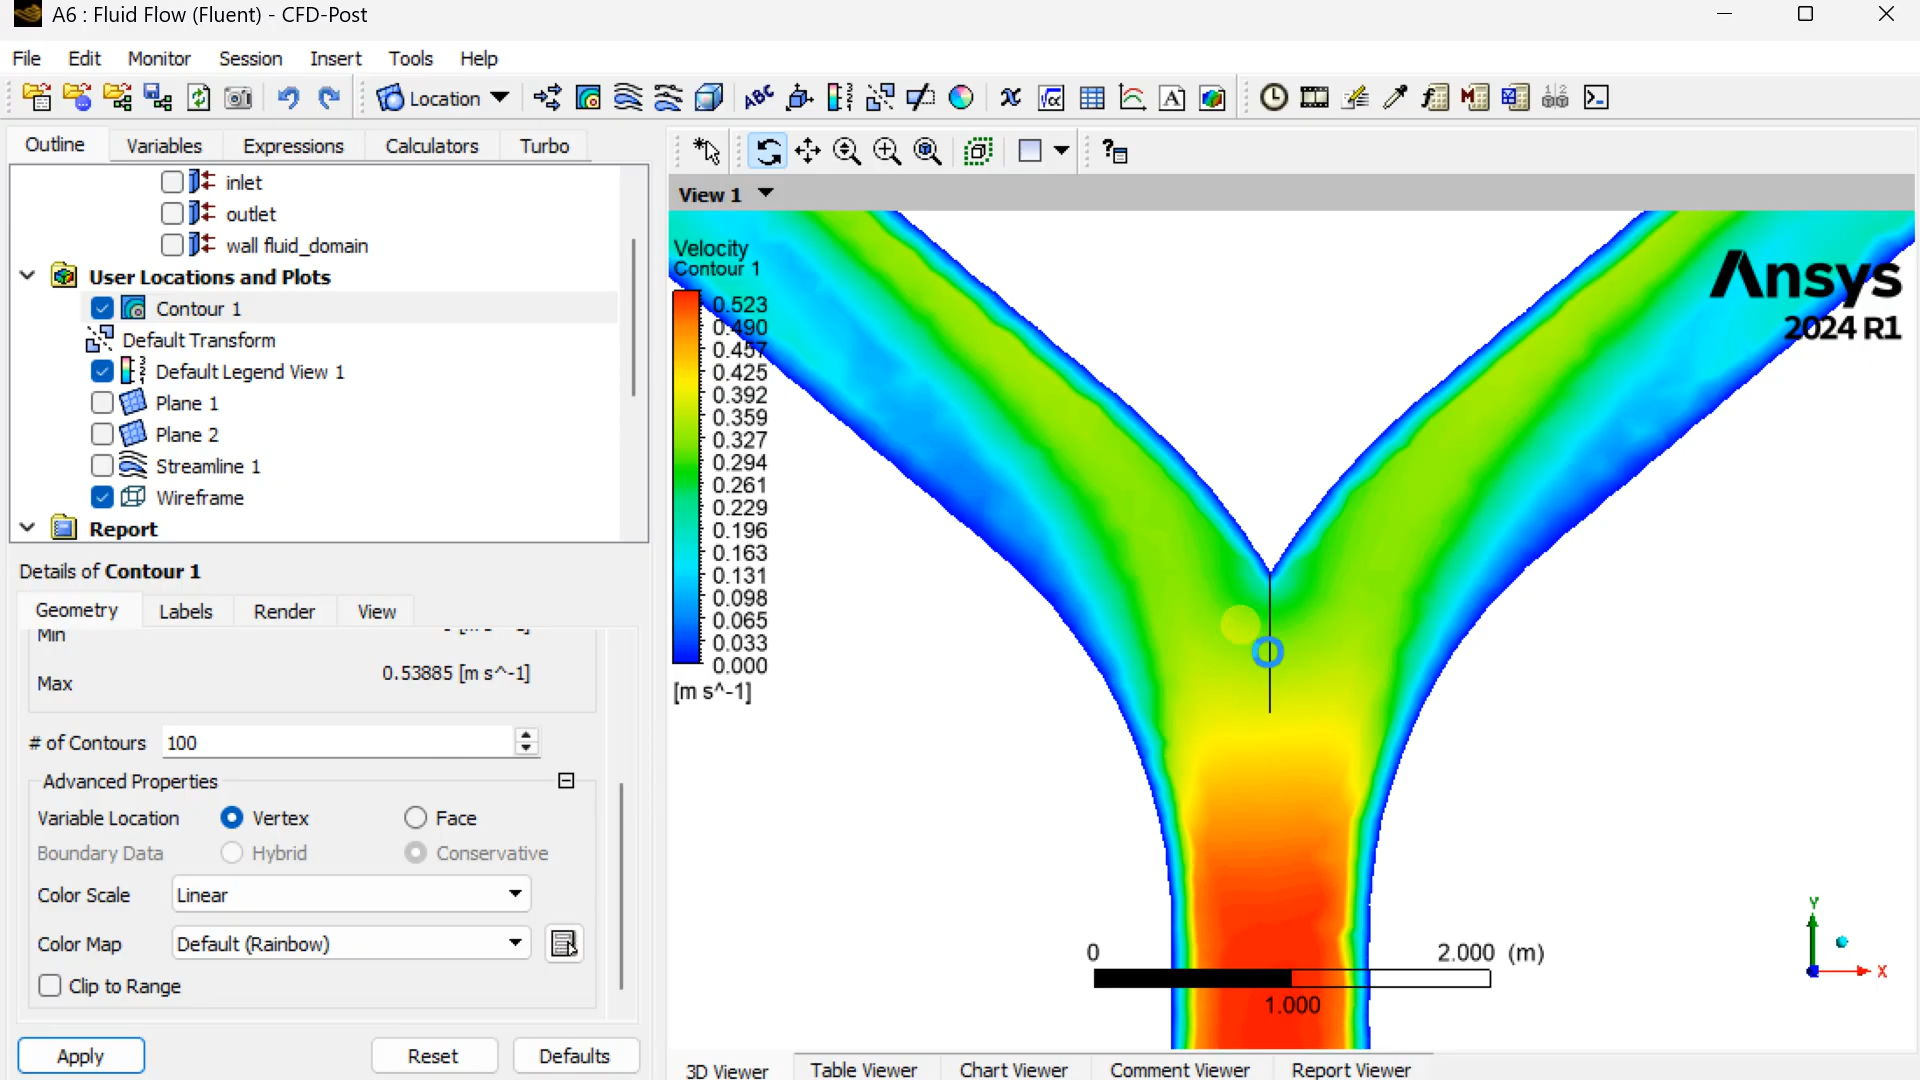 A6 : Fluid Flow (Fluent) - CFD-Post
File Edit Monitor Session Insert Tools Help
Location
Outline Variables Expressions Calculators Turbo
inlet
outlet
wall fluid_domain
User Locations and Plots
Contour 1
Default Transform
Default Legend View 1
Plane 1
Plane 2
Streamline 1
Wireframe
Report
Details of Contour 1
Geometry Labels Render View
Min
Max 0.53885 [m s^-1]
# of Contours 100
Advanced Properties
Variable Location Vertex Face
Boundary Data Hybrid Conservative
Color Scale Linear
Color Map Default (Rainbow)
Clip to Range
Apply Reset Defaults
View 1
Velocity
Contour 1
0.523
0.490
0.457
0.425
0.392
0.359
0.327
0.294
0.261
0.229
0.196
0.163
0.131
0.098
0.065
0.033
0.000
[m s^-1]
Ansys
2024 R1
0 2.000 (m)
1.000
Y
X
3D Viewer Table Viewer Chart Viewer Comment Viewer Report Viewer